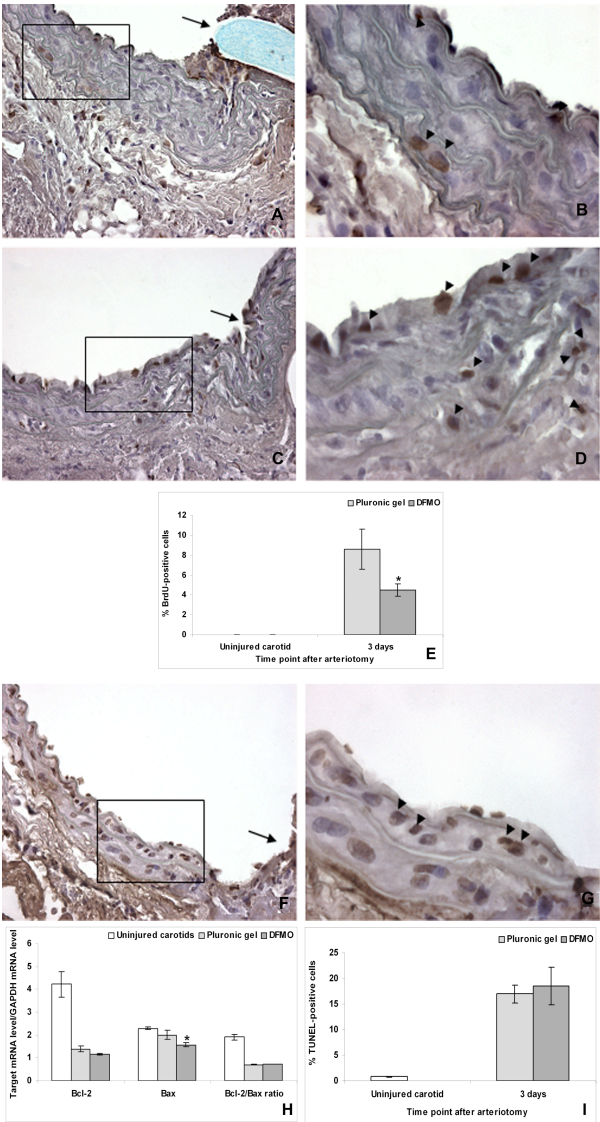 A
B
C
D
Pluronic gel DFMO
12
10
8
6
4
2
0
% BrdU-positive cells
*
Uninjured carotid 3 days
Time point after arteriotomy
E
F
G
Uninjured carotids Pluronic gel DFMO
6
5
4
3
2
1
0
Target mRNA level/GAPDH mRNA level
*
Bcl-2 Bax Bcl-2/Bax ratio
H
Pluronic gel DFMO
25
20
15
10
5
0
% TUNEL-positive cells
Uninjured carotid 3 days
Time point after arteriotomy
I